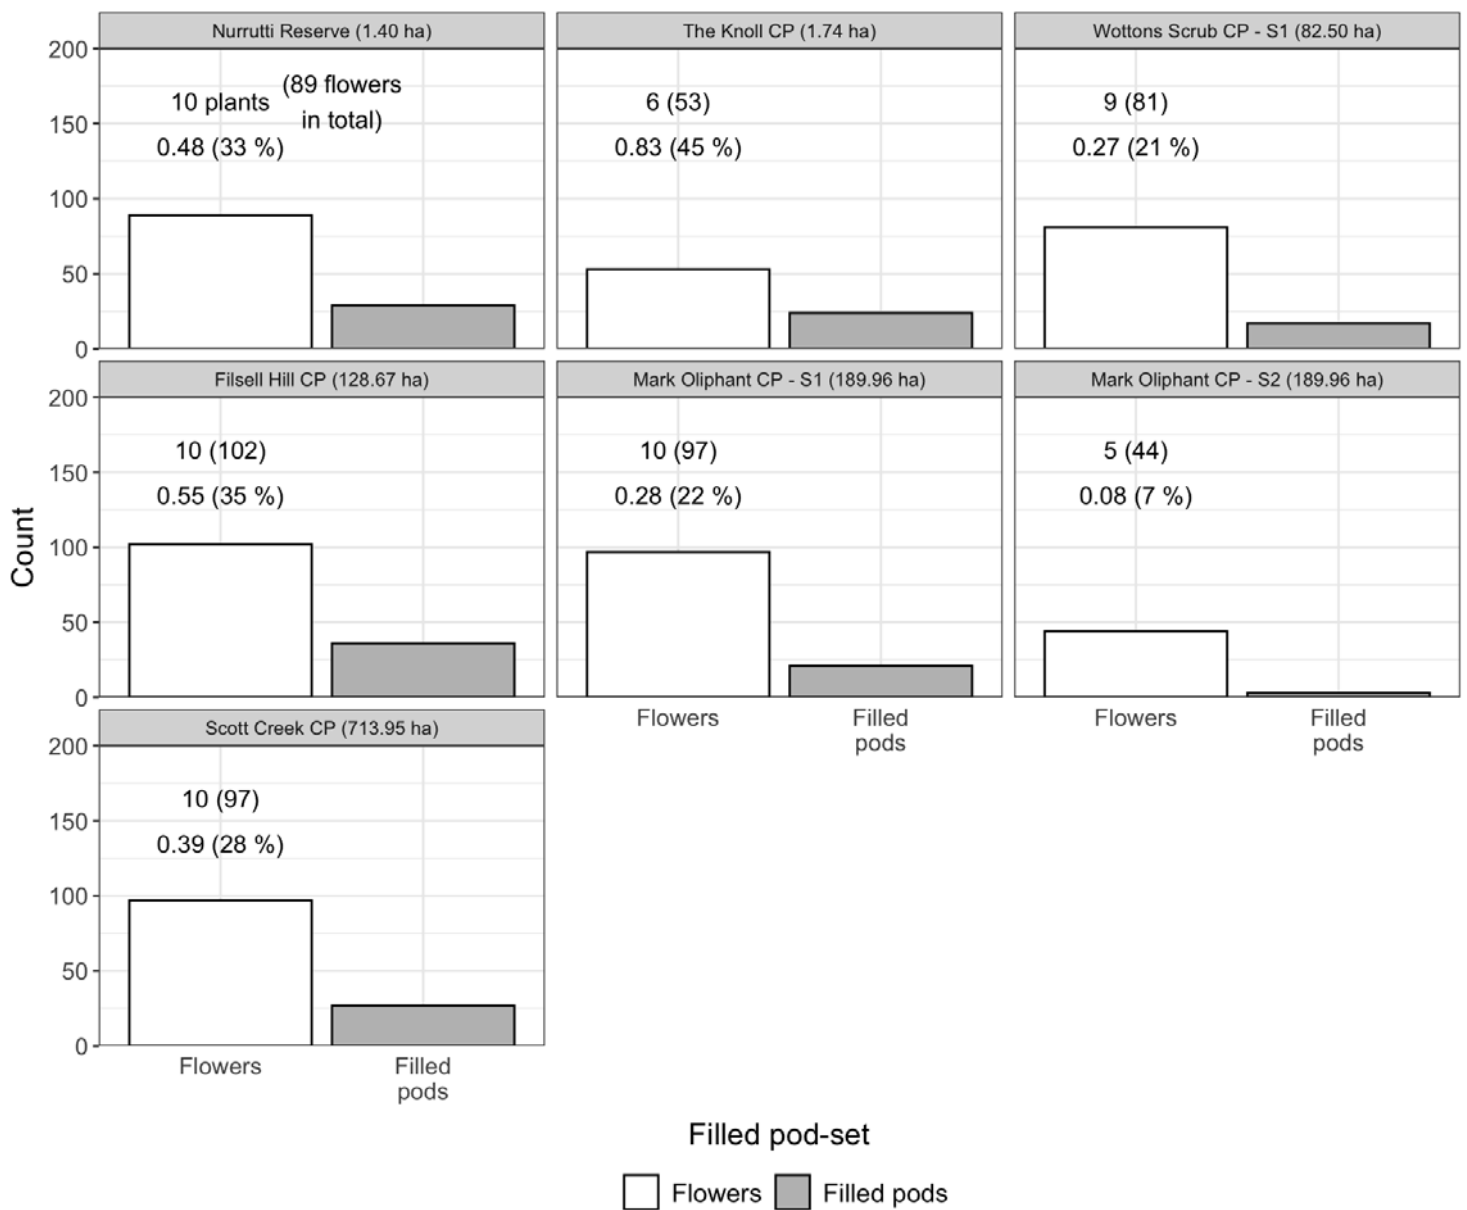 Nurrutti Reserve (1.40 ha)
The Knoll CP (1.74 ha)
Wottons Scrub CP - S1 (82.50 ha)
200
150
100
50
0
10 plants
(89 flowers
in total)
0.48 (33 %)
6 (53)
0.83 (45 %)
9 (81)
0.27 (21 %)
Filsell Hill CP (128.67 ha)
Mark Oliphant CP - S1 (189.96 ha)
Mark Oliphant CP - S2 (189.96 ha)
200
150
100
50
0
10 (102)
0.55 (35 %)
10 (97)
0.28 (22 %)
5 (44)
0.08 (7 %)
Flowers
Filled
pods
Flowers
Filled
pods
Count
Scott Creek CP (713.95 ha)
200
150
100
50
0
10 (97)
0.39 (28 %)
Flowers
Filled
pods
Filled pod-set
Flowers
Filled pods